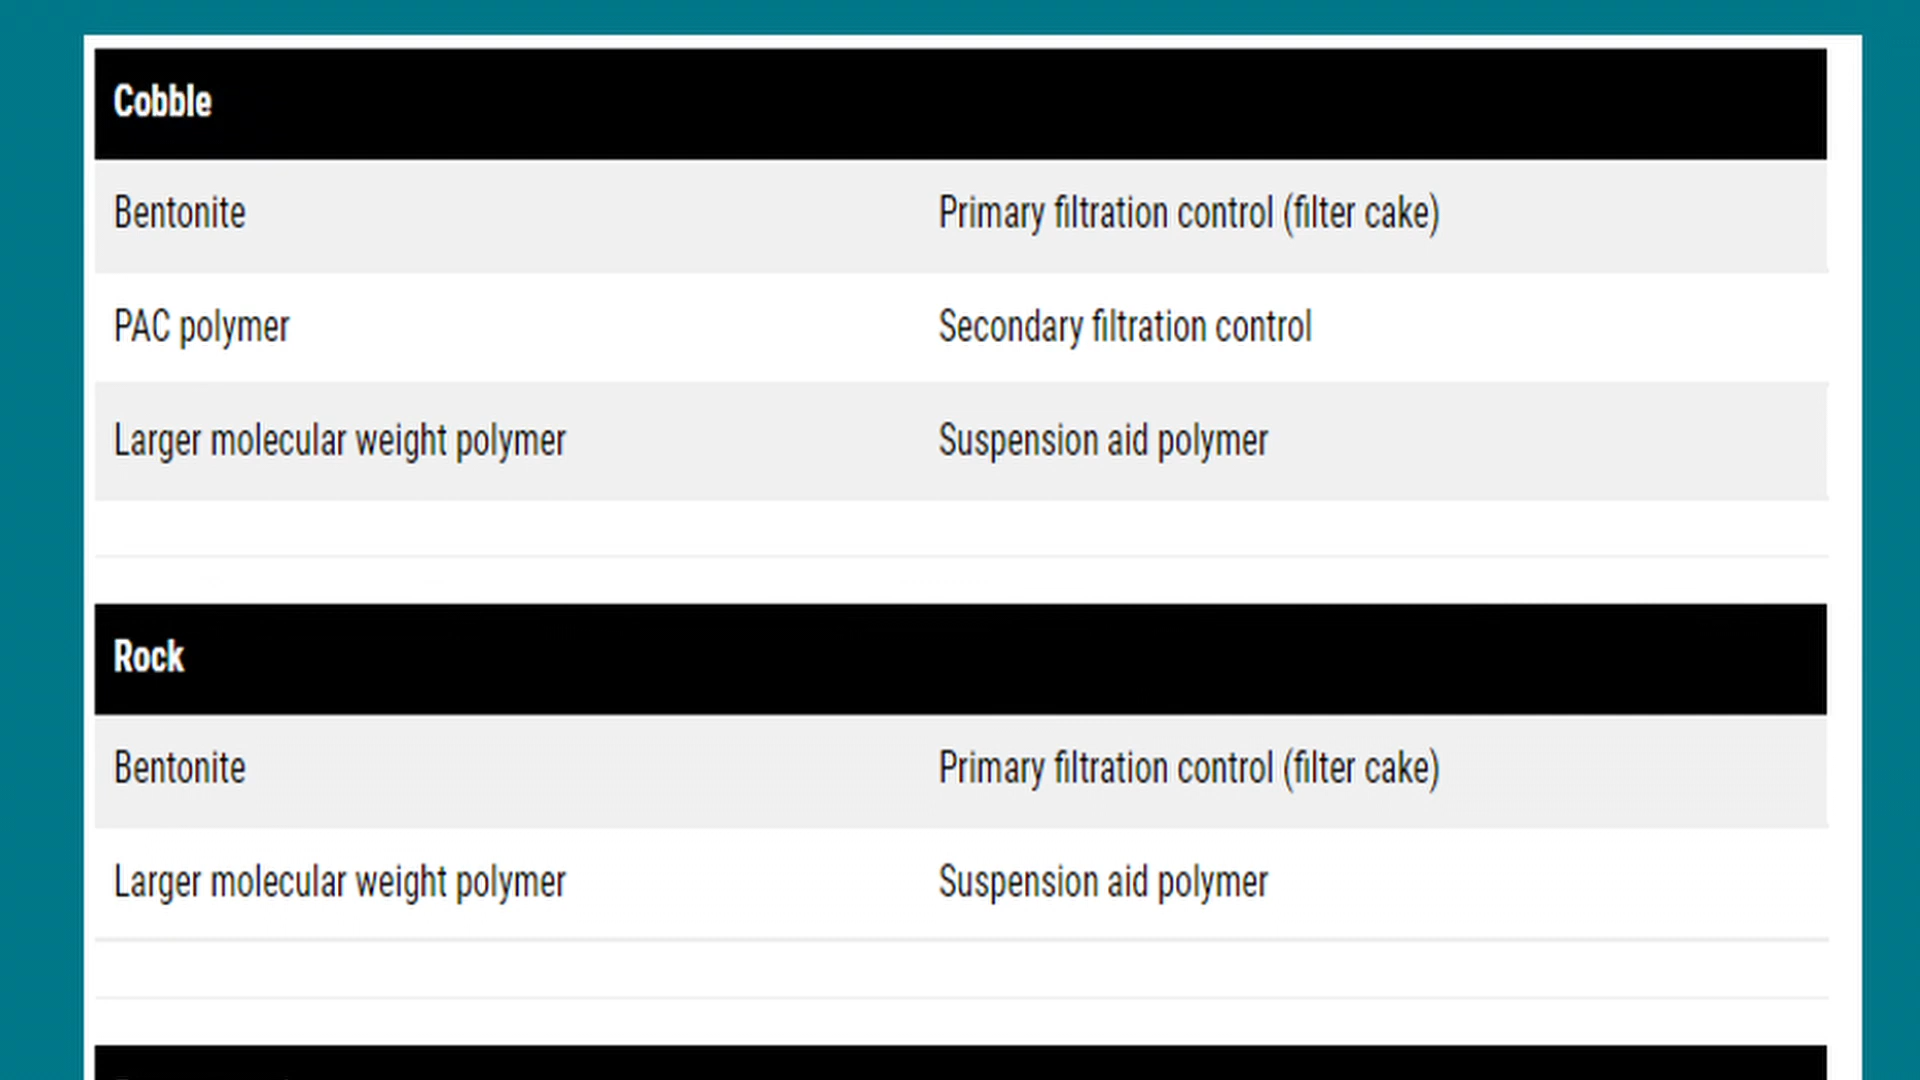 Cobble
Bentonite Primary filtration control (filter cake)
PAC polymer Secondary filtration control
Larger molecular weight polymer Suspension aid polymer
Rock
Bentonite Primary filtration control (filter cake)
Larger molecular weight polymer Suspension aid polymer